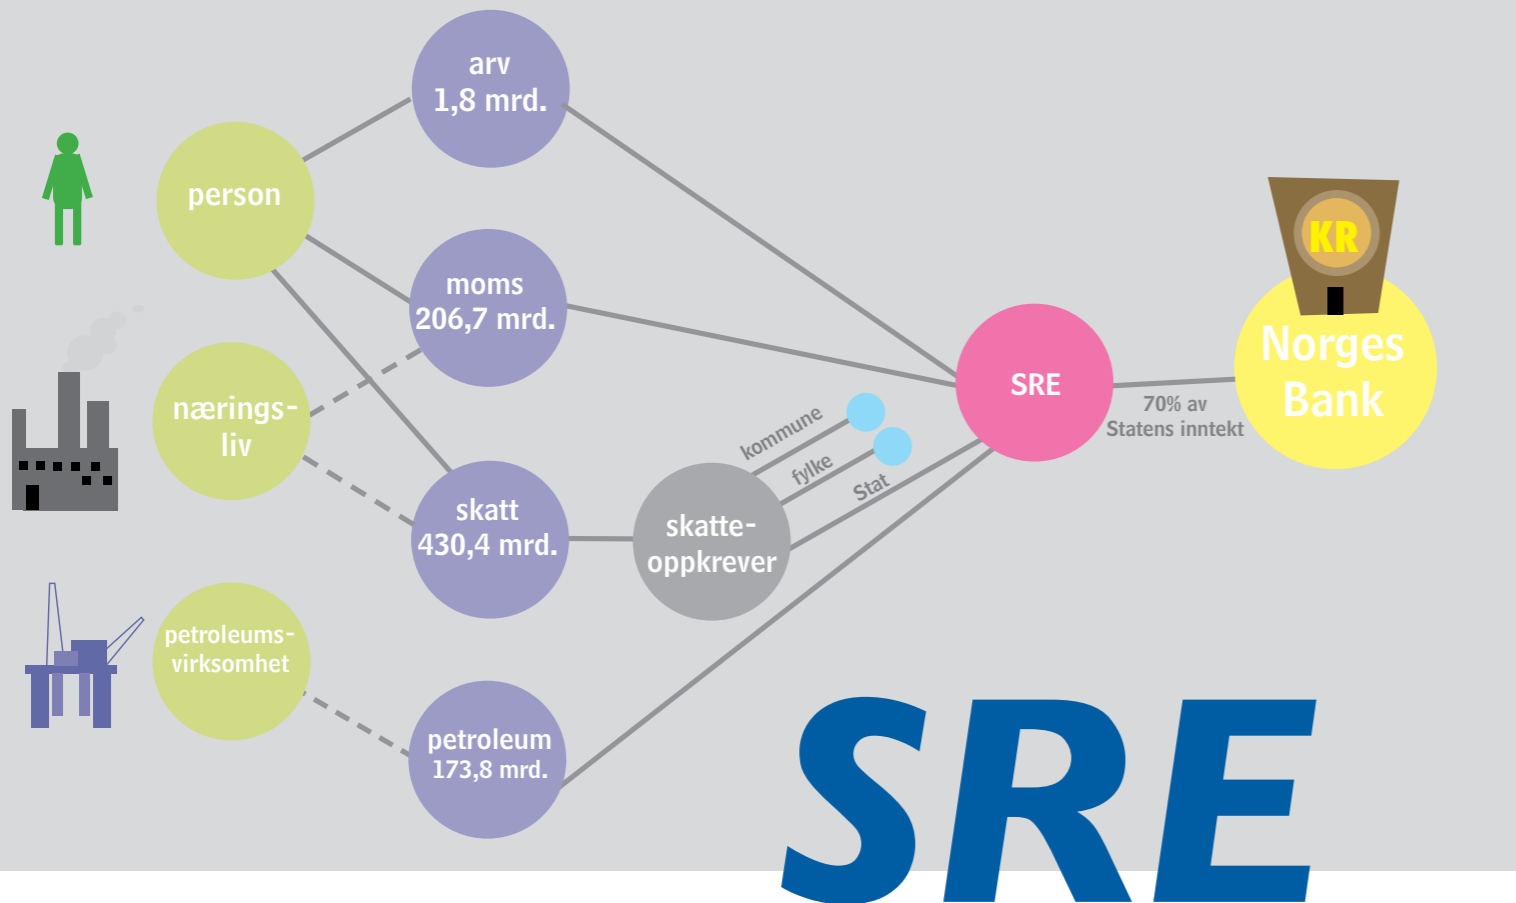 arv
1,8 mrd.
person
moms
206,7 mrd.
nærings-
liv
skatt
430,4 mrd.
petroleums-
virksomhet
petroleum
173,8 mrd.
skatte-
oppkrever
kommune
fylke
Stat
SRE
70% av
Statens inntekt
KR
Norges
Bank
SRE